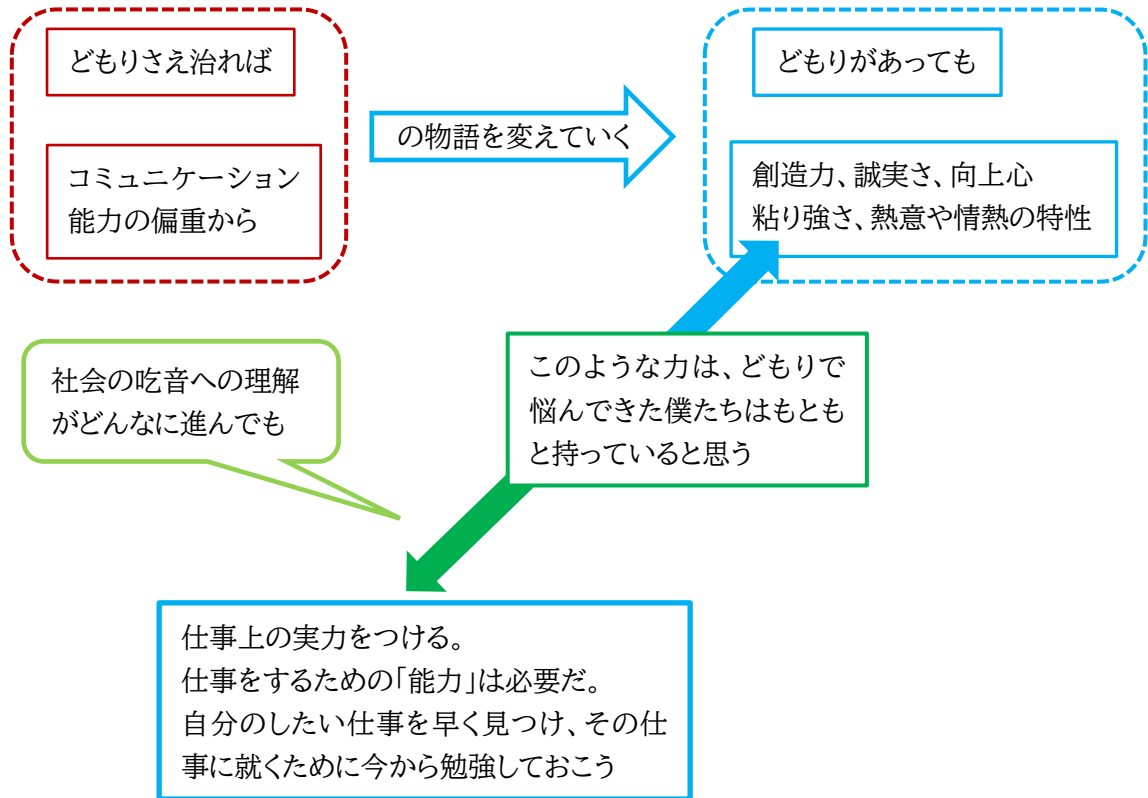 どもりさえ治れば
コミュニケーション
能力の偏重から
の物語を変えていく
どもりがあっても
創造力、誠実さ、向上心
粘り強さ、熱意や情熱の特性
社会の吃音への理解
がどんなに進んでも
このような力は、どもりで
悩んできた僕たちはもとも
と持っていると思う
仕事上の実力をつける。
仕事をするための「能力」は必要だ。
自分のしたい仕事を早く見つけ、その仕
事に就くために今から勉強しておこう